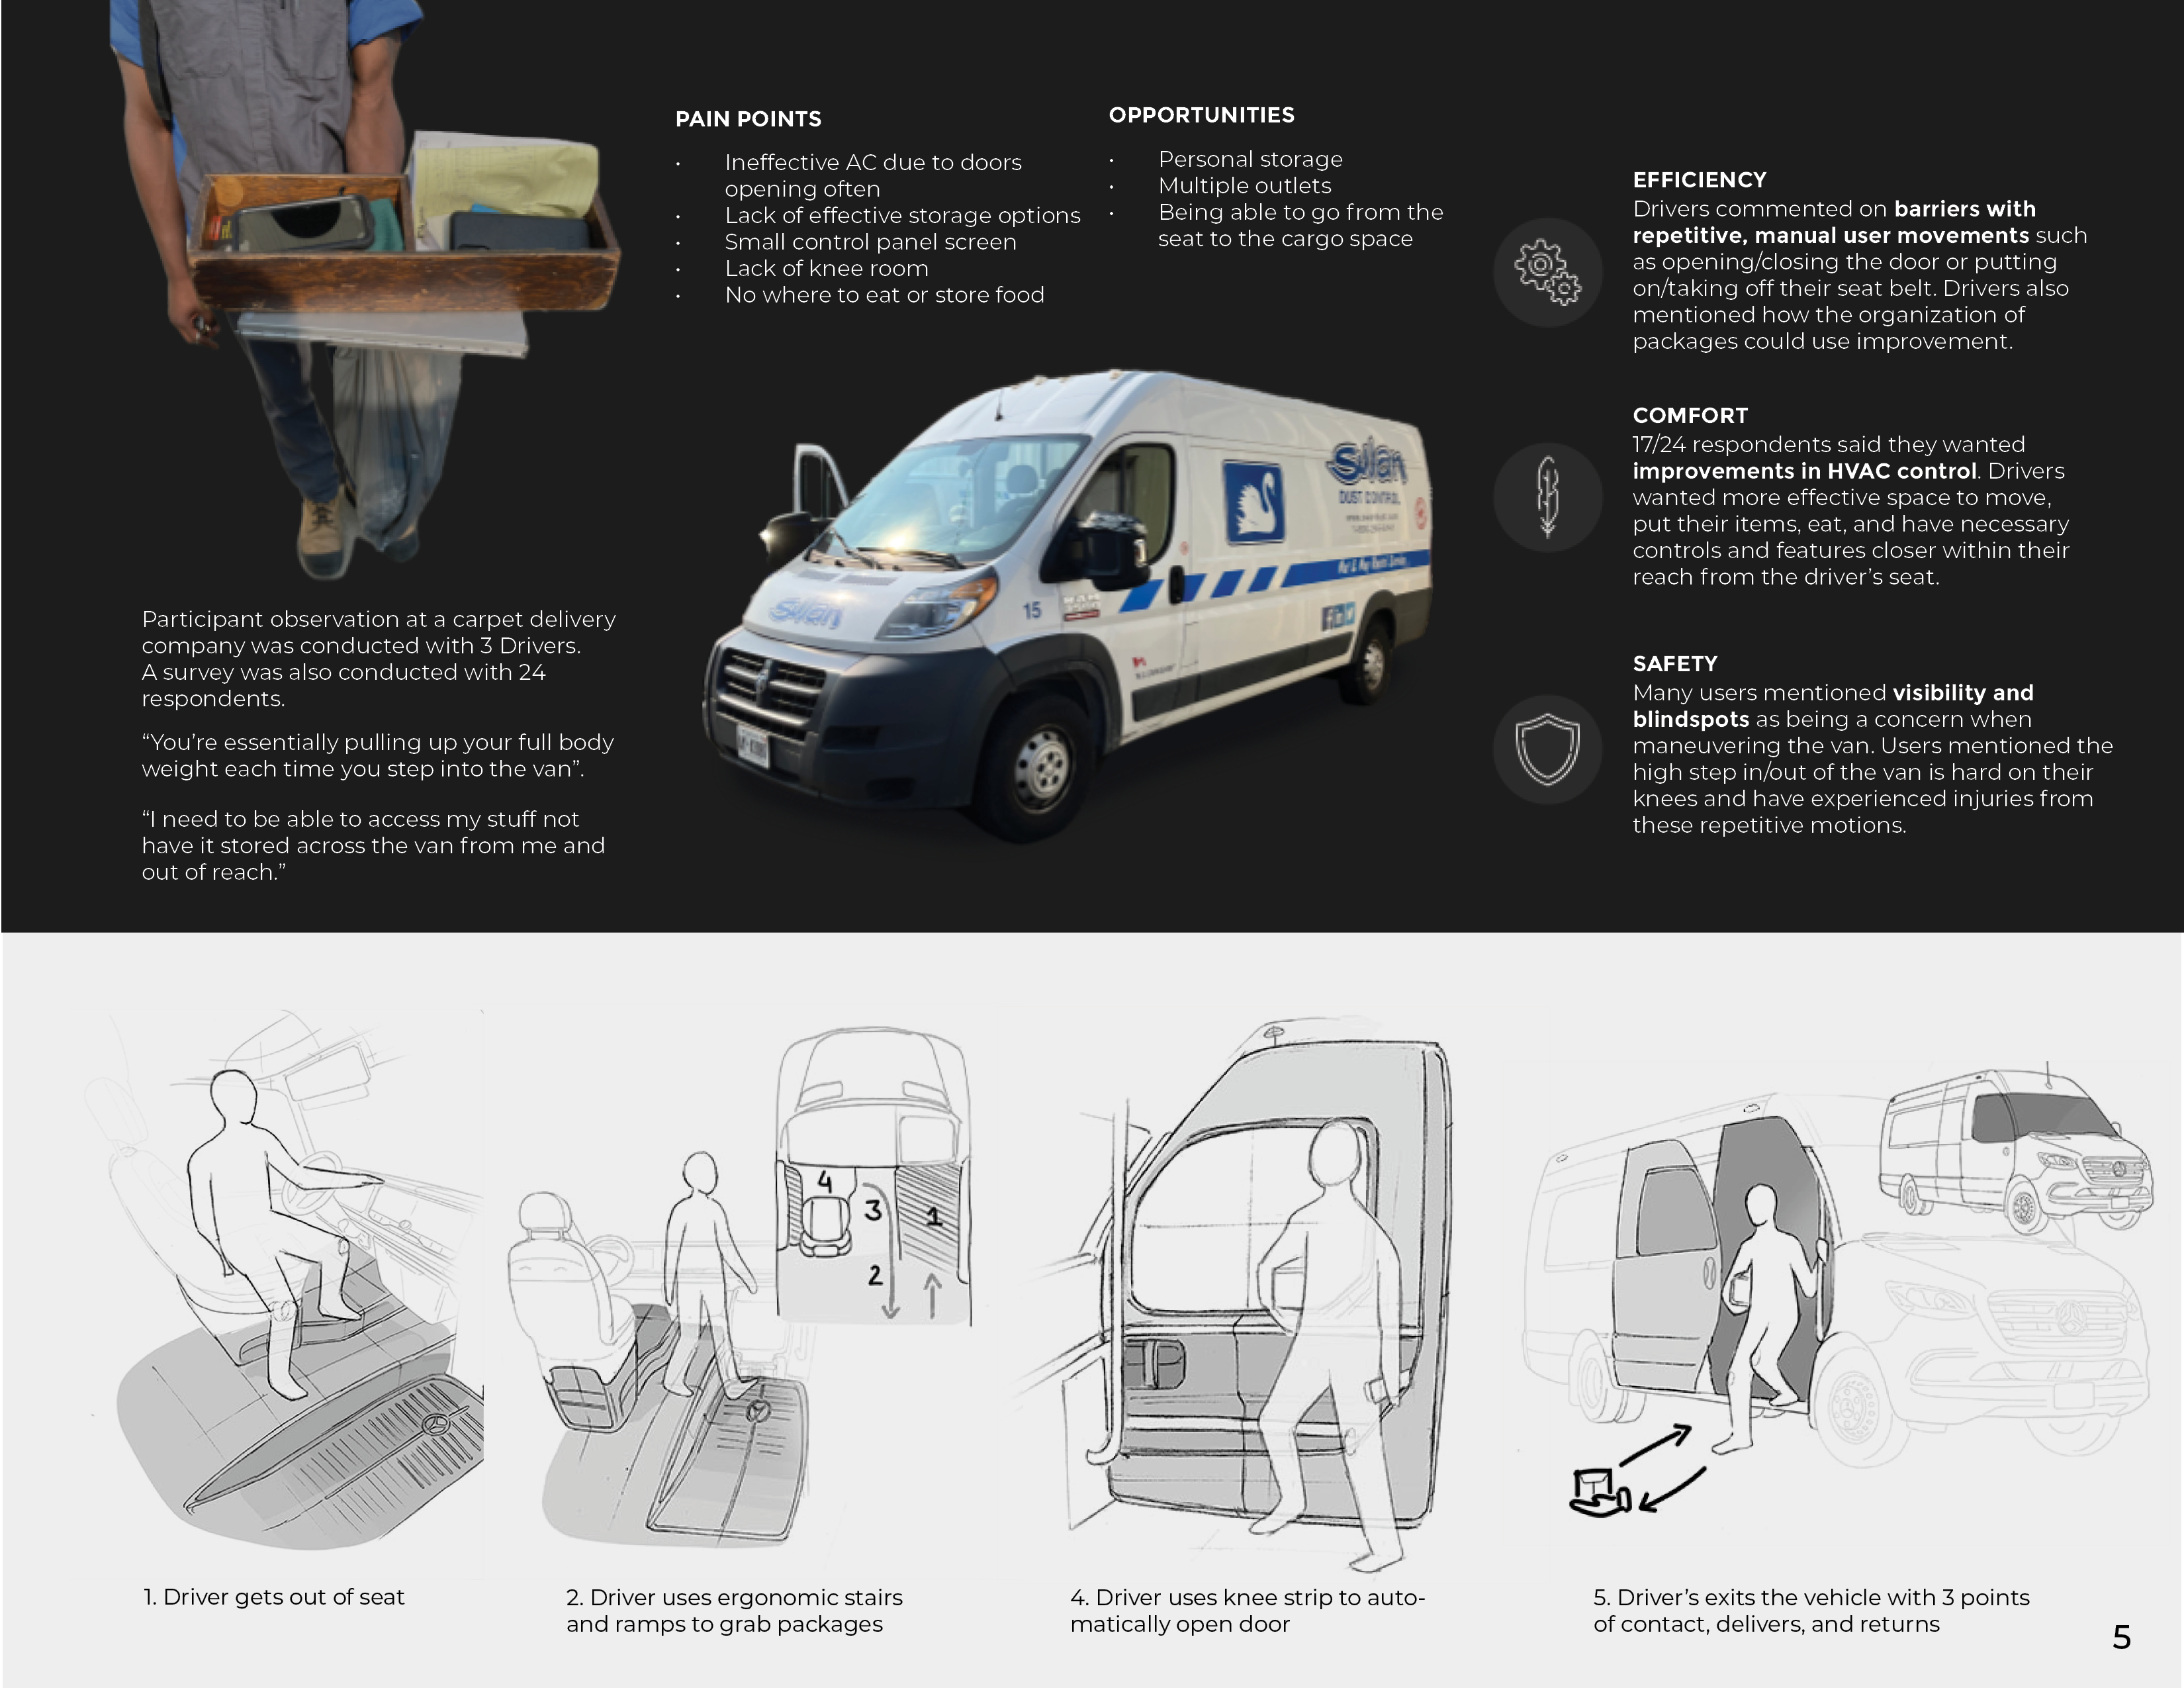 PAIN POINTS
• Ineffective AC due to doors
opening often
• Lack of effective storage options
• Small control panel screen
• Lack of knee room
• No where to eat or store food
OPPORTUNITIES
• Personal storage
• Multiple outlets
• Being able to go from the
seat to the cargo space
EFFICIENCY
Drivers commented on barriers with
repetitive, manual user movements such
as opening/closing the door or putting
on/taking off their seat belt. Drivers also
mentioned how the organization of
packages could use improvement.
COMFORT
17/24 respondents said they wanted
improvements in HVAC control. Drivers
wanted more effective space to move,
put their items, eat, and have necessary
controls and features closer within their
reach from the driver’s seat.
SAFETY
Many users mentioned visibility and
blindspots as being a concern when
maneuvering the van. Users mentioned the
high step in/out of the van is hard on their
knees and have experienced injuries from
these repetitive motions.
Participant observation at a carpet delivery
company was conducted with 3 Drivers.
A survey was also conducted with 24
respondents.
“You’re essentially pulling up your full body
weight each time you step into the van”.
“I need to be able to access my stuff not
have it stored across the van from me and
out of reach.”
Swan
DUST CONTROL
Swan
15
4
3
1
2
1. Driver gets out of seat
2. Driver uses ergonomic stairs
and ramps to grab packages
4. Driver uses knee strip to auto-
matically open door
5. Driver’s exits the vehicle with 3 points
of contact, delivers, and returns
5